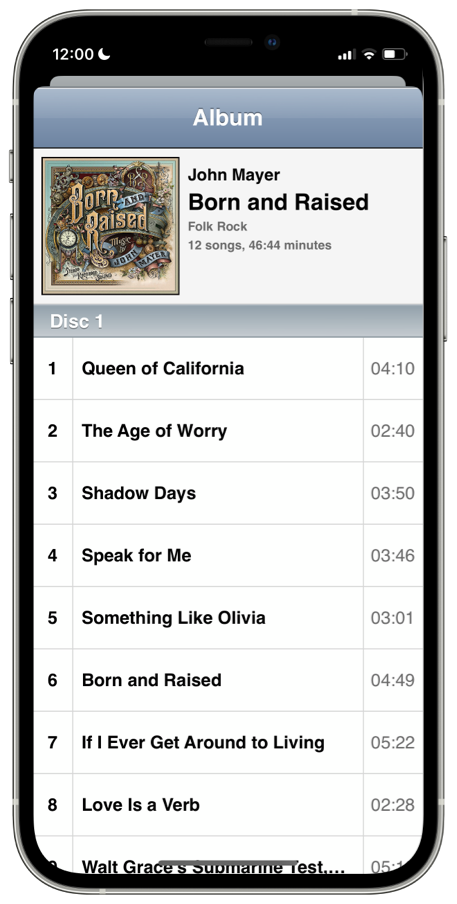 12:00
Album
Born AND Raised
Music by
JOHN MAYER
John Mayer
Born and Raised
Folk Rock
12 songs, 46:44 minutes
Disc 1
1 Queen of California 04:10
2 The Age of Worry 02:40
3 Shadow Days 03:50
4 Speak for Me 03:46
5 Something Like Olivia 03:01
6 Born and Raised 04:49
7 If I Ever Get Around to Living 05:22
8 Love Is a Verb 02:28
9 Walt Grace's Submarine Test,...